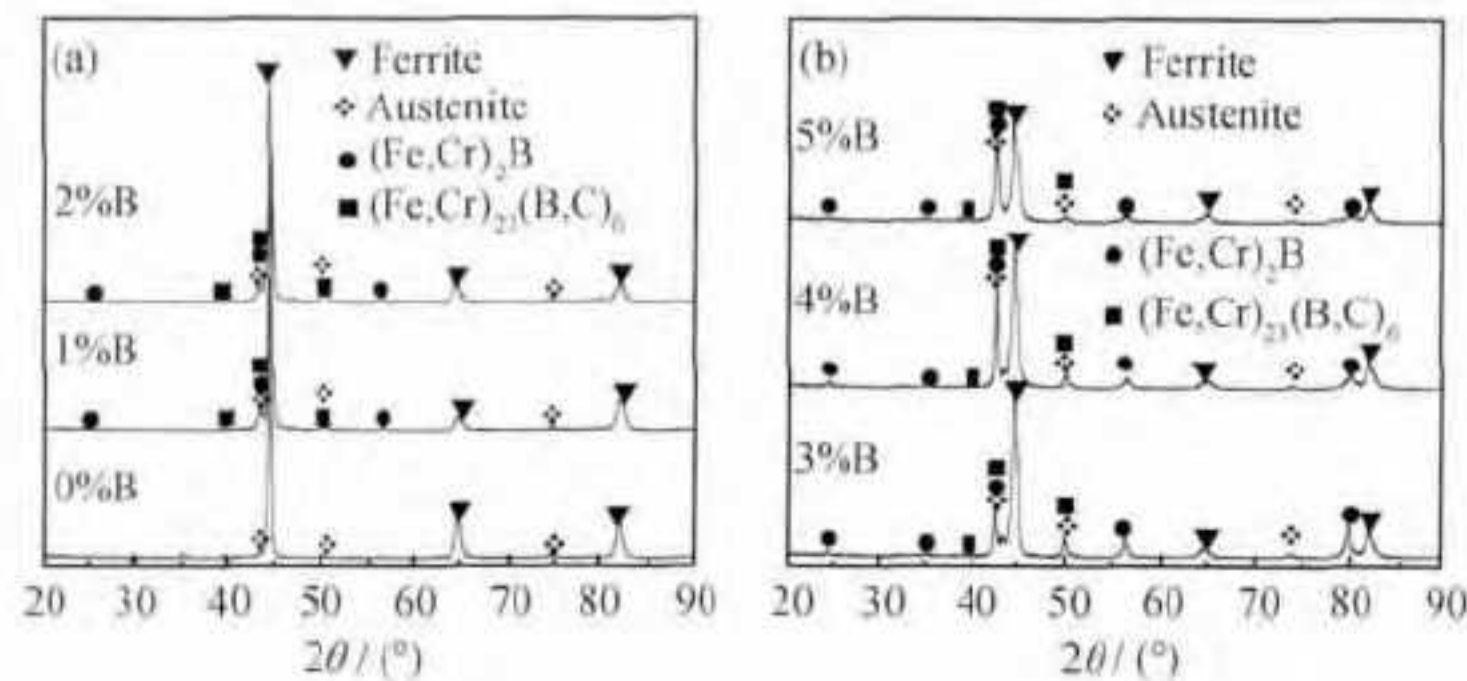 (a)
▼ Ferrite
✧ Austenite
● (Fe,Cr)₂B
■ (Fe,Cr)₂₃(B,C)₆
2%B
1%B
0%B
20 30 40 50 60 70 80 90
2θ / (°)
(b)
▼ Ferrite
✧ Austenite
5%B
● (Fe,Cr)₂B
4%B
■ (Fe,Cr)₂₃(B,C)₆
3%B
20 30 40 50 60 70 80 90
2θ / (°)